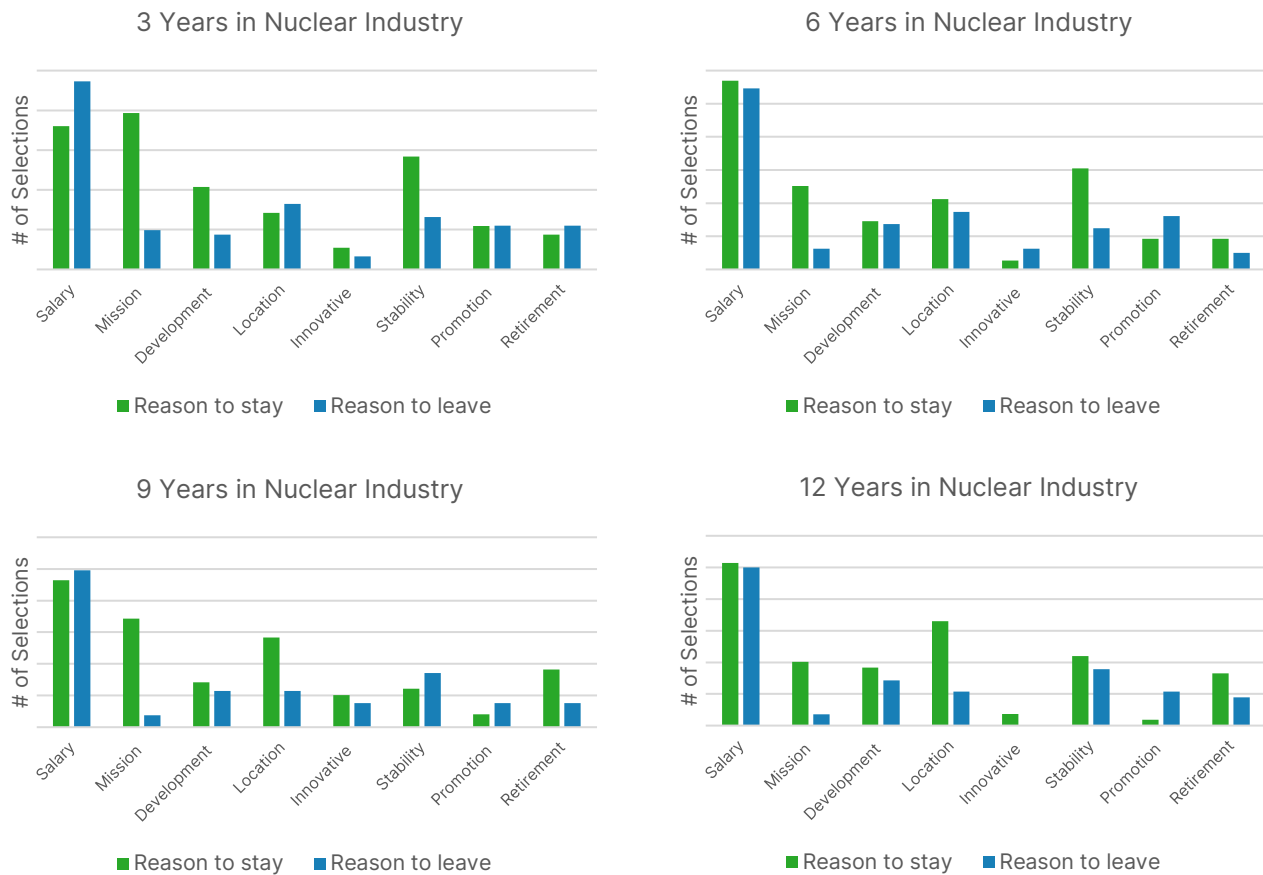 3 Years in Nuclear Industry
# of Selections
Salary
Mission
Development
Location
Innovative
Stability
Promotion
Retirement
Reason to stay
Reason to leave
6 Years in Nuclear Industry
# of Selections
Salary
Mission
Development
Location
Innovative
Stability
Promotion
Retirement
Reason to stay
Reason to leave
9 Years in Nuclear Industry
# of Selections
Salary
Mission
Development
Location
Innovative
Stability
Promotion
Retirement
Reason to stay
Reason to leave
12 Years in Nuclear Industry
# of Selections
Salary
Mission
Development
Location
Innovative
Stability
Promotion
Retirement
Reason to stay
Reason to leave